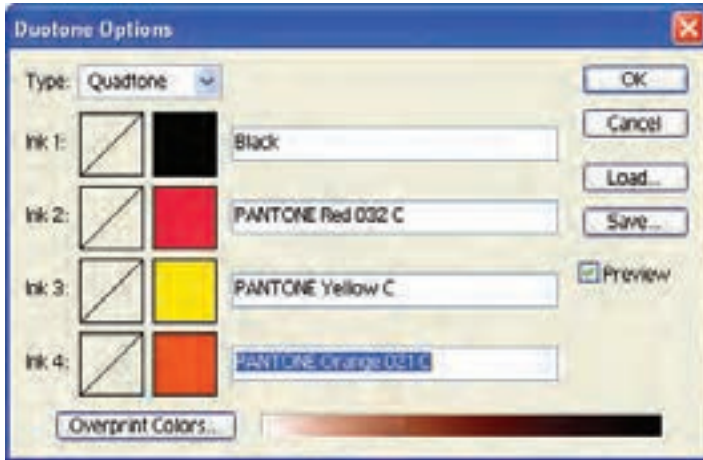 Duotone Options
Type: Quadtone
OK
Cancel
Load...
Save...
Preview
Ink 1: Black
Ink 2: PANTONE Red 032 C
Ink 3: PANTONE Yellow C
Ink 4: PANTONE Orange 021 C
Overprint Colors...